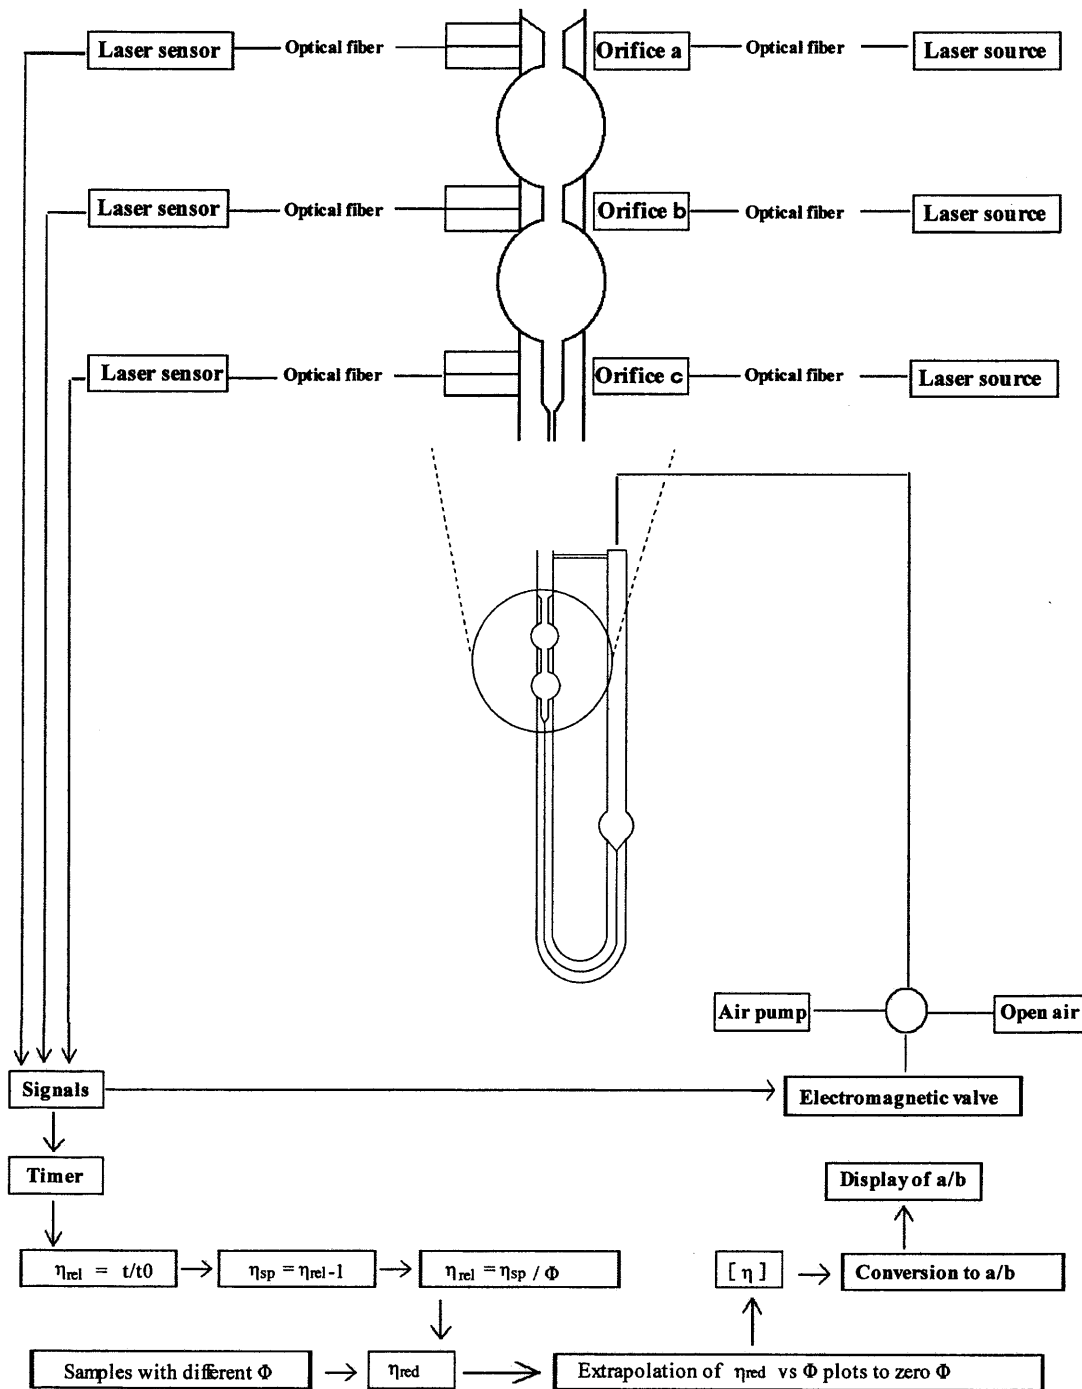 Laser sensor Optical fiber Orifice a Optical fiber Laser source
Laser sensor Optical fiber Orifice b Optical fiber Laser source
Laser sensor Optical fiber Orifice c Optical fiber Laser source
Air pump Open air
Signals Electromagnetic valve
Timer
Display of a/b
ηrel = t/t0 ηsp = ηrel-1 ηrel = ηsp / Φ [ η ] Conversion to a/b
Samples with different Φ ηred Extrapolation of ηred vs Φ plots to zero Φ